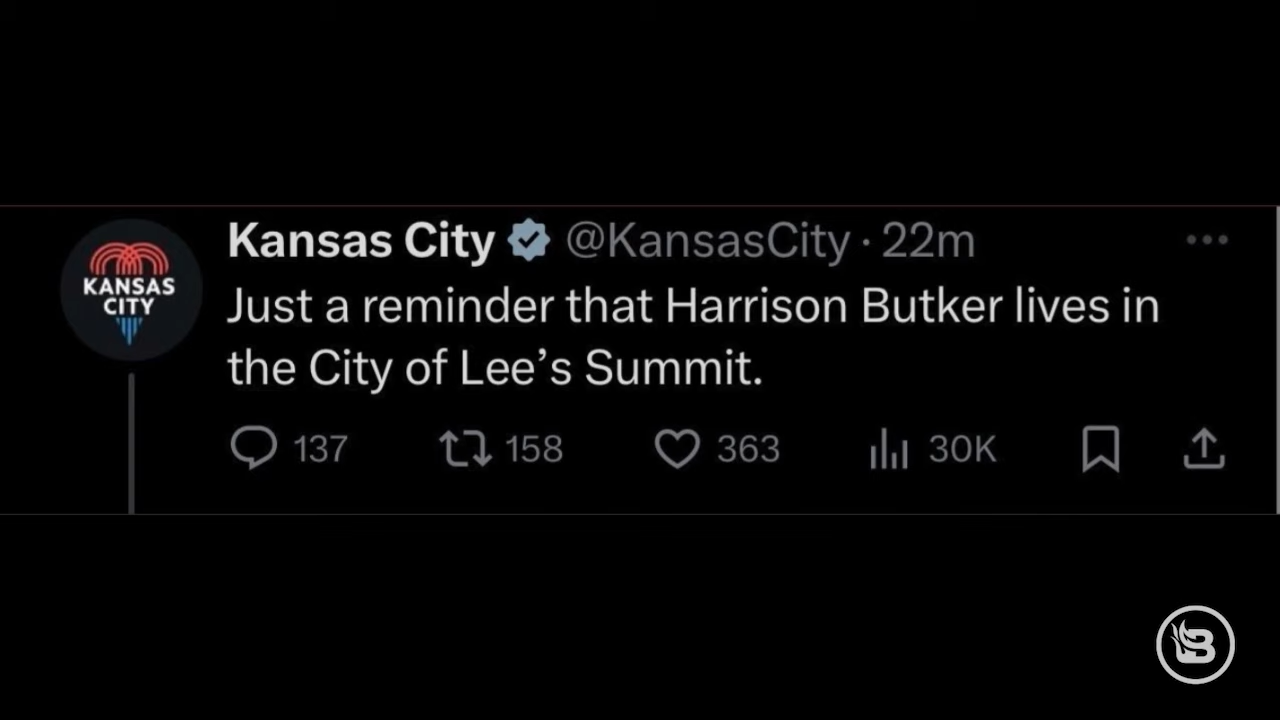 KANSAS
CITY
Kansas City @KansasCity · 22m
Just a reminder that Harrison Butker lives in
the City of Lee’s Summit.
137 158 363 30K
B